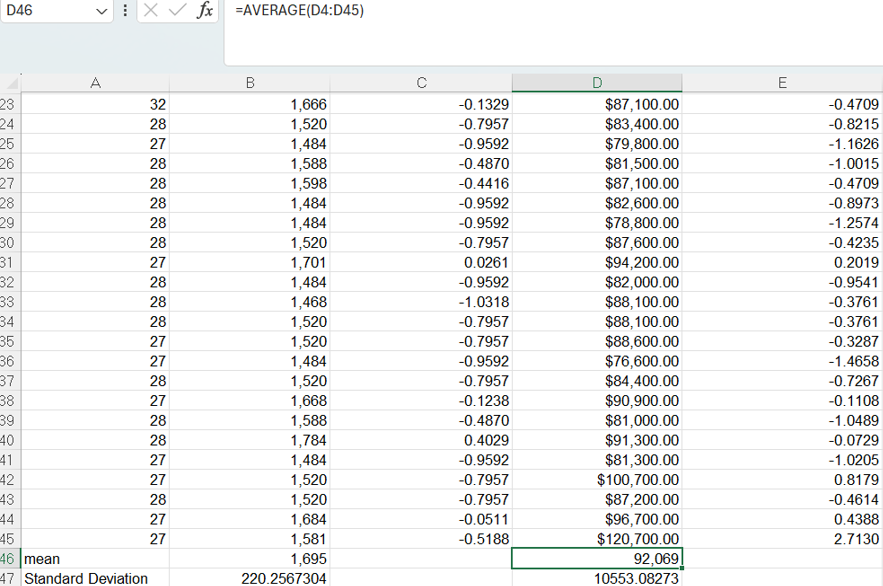 D46 fx =AVERAGE(D4:D45)
A B C D E
23 32 1,666 -0.1329 $87,100.00 -0.4709
24 28 1,520 -0.7957 $83,400.00 -0.8215
25 27 1,484 -0.9592 $79,800.00 -1.1626
26 28 1,588 -0.4870 $81,500.00 -1.0015
27 28 1,598 -0.4416 $87,100.00 -0.4709
28 28 1,484 -0.9592 $82,600.00 -0.8973
29 28 1,484 -0.9592 $78,800.00 -1.2574
30 28 1,520 -0.7957 $87,600.00 -0.4235
31 27 1,701 0.0261 $94,200.00 0.2019
32 28 1,484 -0.9592 $82,000.00 -0.9541
33 28 1,468 -1.0318 $88,100.00 -0.3761
34 28 1,520 -0.7957 $88,100.00 -0.3761
35 27 1,520 -0.7957 $88,600.00 -0.3287
36 27 1,484 -0.9592 $76,600.00 -1.4658
37 28 1,520 -0.7957 $84,400.00 -0.7267
38 27 1,668 -0.1238 $90,900.00 -0.1108
39 28 1,588 -0.4870 $81,000.00 -1.0489
40 28 1,784 0.4029 $91,300.00 -0.0729
41 27 1,484 -0.9592 $81,300.00 -1.0205
42 27 1,520 -0.7957 $100,700.00 0.8179
43 28 1,520 -0.7957 $87,200.00 -0.4614
44 27 1,684 -0.0511 $96,700.00 0.4388
45 27 1,581 -0.5188 $120,700.00 2.7130
46 mean 1,695 92,069
47 Standard Deviation 220.2567304 10553.08273